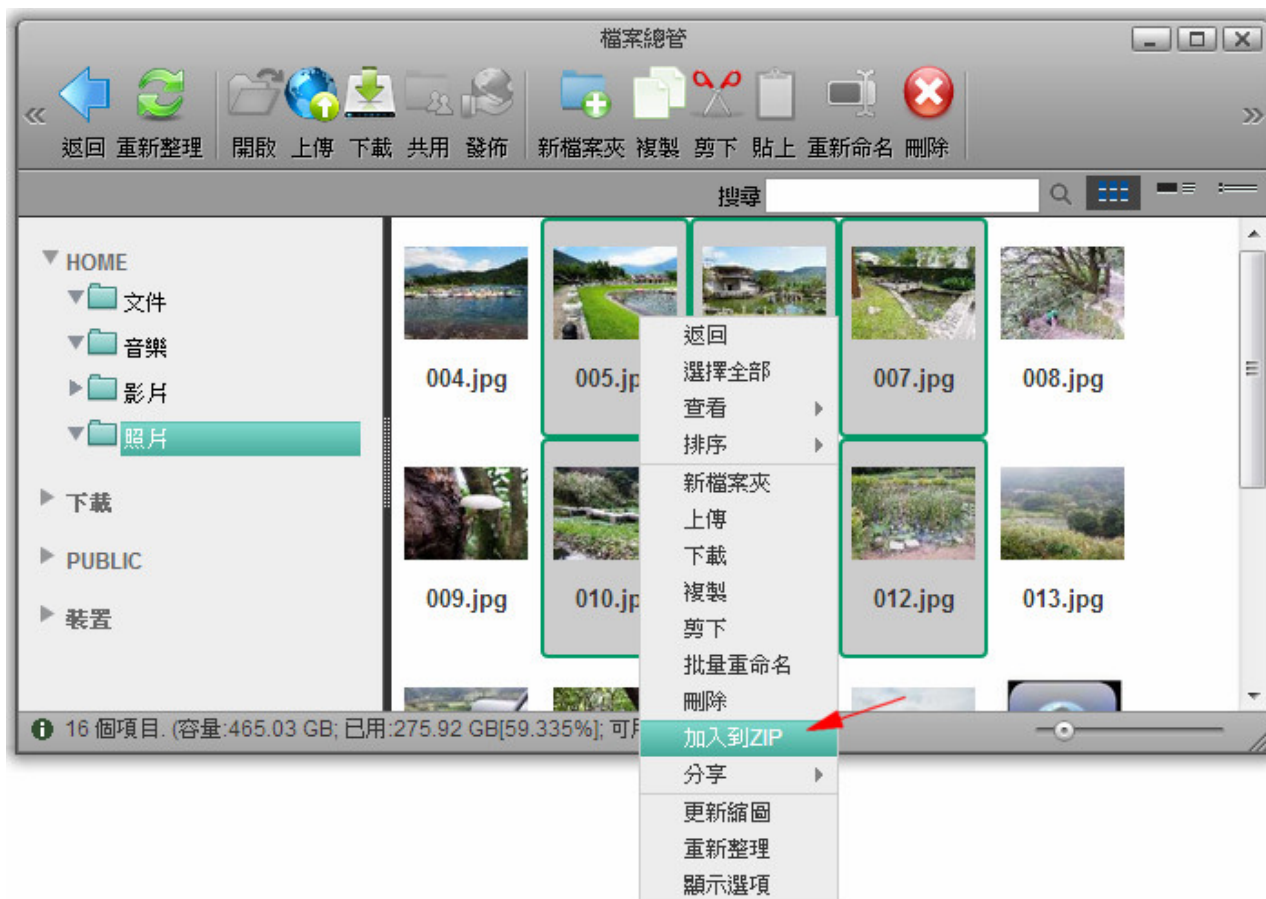 檔案總管
返回 重新整理 開啟 上傳 下載 共用 發佈 新檔案夾 複製 剪下 貼上 重新命名 刪除
搜尋
HOME
文件
音樂
影片
照片
下載
PUBLIC
裝置
004.jpg 005.jp 007.jpg 008.jpg
009.jpg 010.jp 012.jpg 013.jpg
返回
選擇全部
查看
排序
新檔案夾
上傳
下載
複製
剪下
批量重命名
刪除
加入到ZIP
分享
更新縮圖
重新整理
顯示選項
16 個項目. (容量:465.03 GB; 已用:275.92 GB[59.335%]; 可